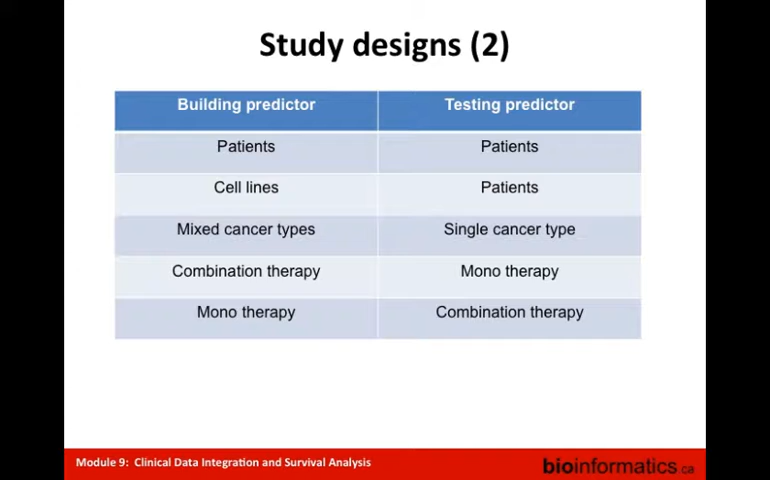 Study designs (2)
Building predictor Testing predictor
Patients Patients
Cell lines Patients
Mixed cancer types Single cancer type
Combination therapy Mono therapy
Mono therapy Combination therapy
Module 9: Clinical Data Integration and Survival Analysis bioinformatics.ca